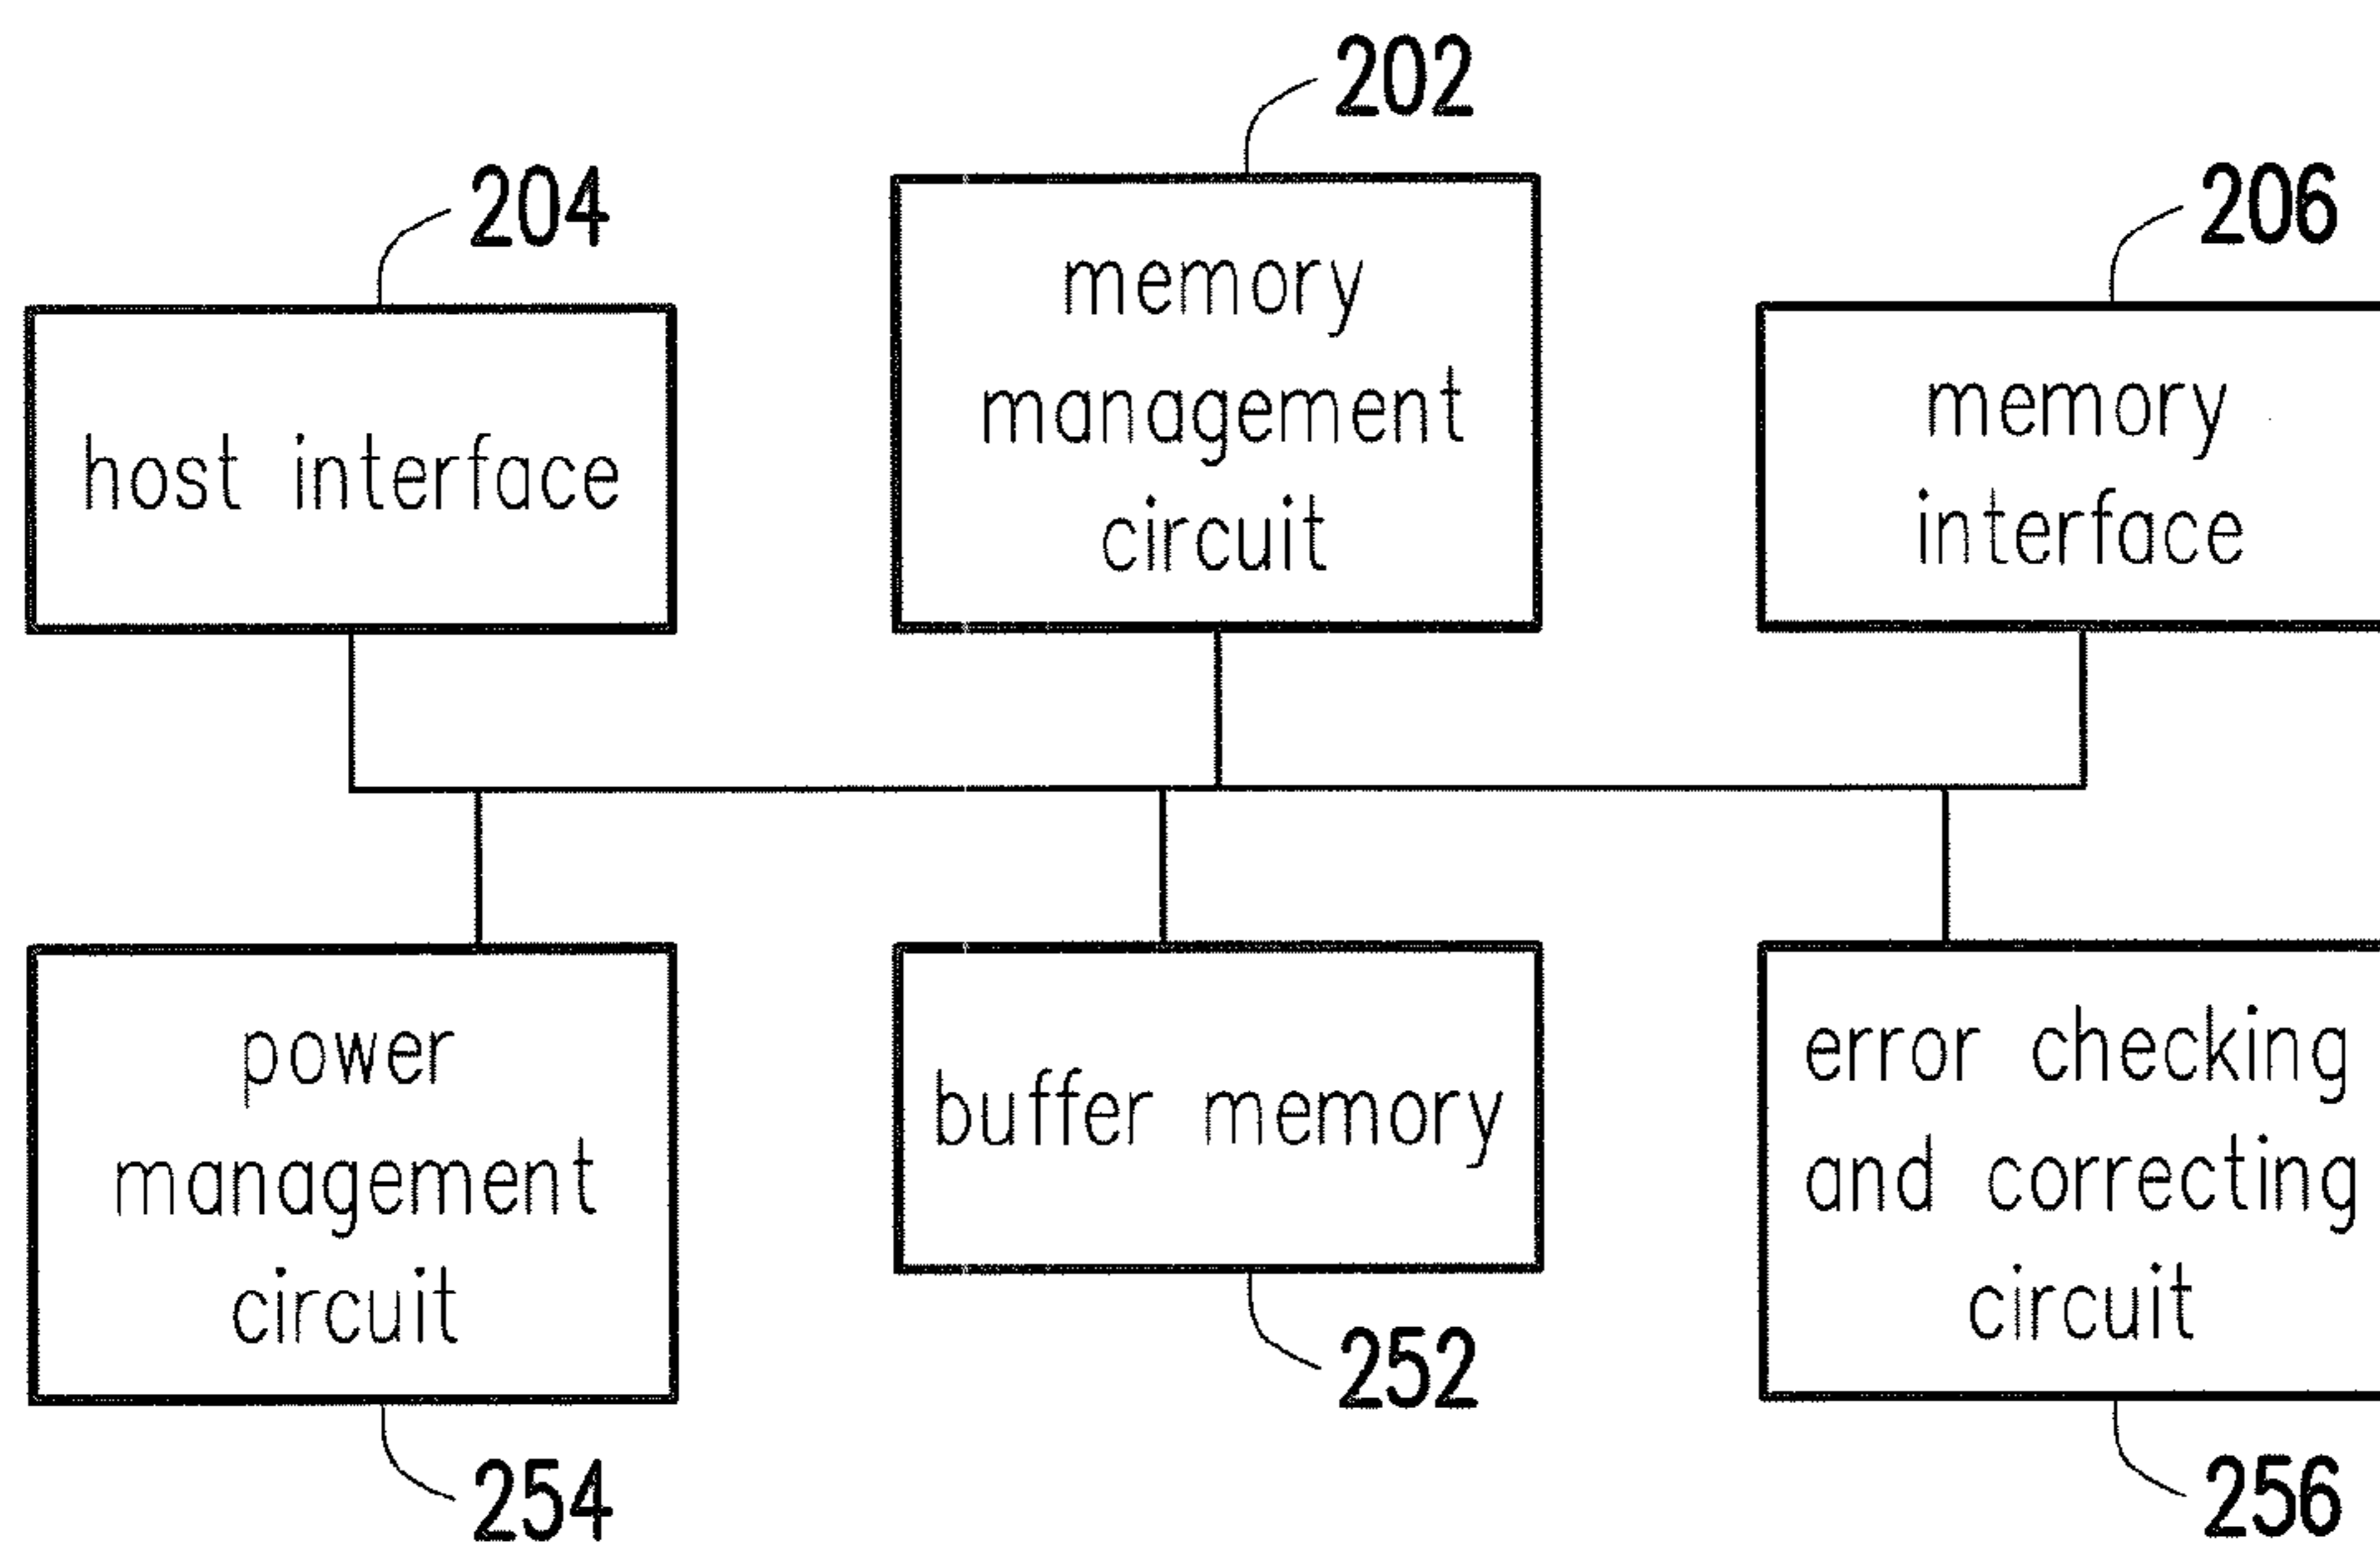 202
204
206
memory
management
circuit
host interface
memory
interface
power
management
circuit
buffer memory
error checking
and correcting
circuit
252
254
256